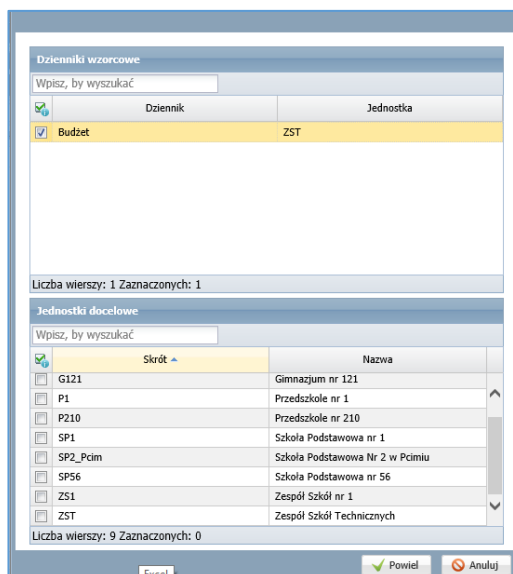 Dzienniki wzorcowe
Wpisz, by wyszukać
Dziennik Jednostka
Budżet ZST
Liczba wierszy: 1 Zaznaczonych: 1
Jednostki docelowe
Wpisz, by wyszukać
Skrót Nazwa
G121 Gimnazjum nr 121
P1 Przedszkole nr 1
P210 Przedszkole nr 210
SP1 Szkoła Podstawowa nr 1
SP2_Pcim Szkoła Podstawowa Nr 2 w Pcimiu
SP56 Szkoła Podstawowa nr 56
ZS1 Zespół Szkół nr 1
ZST Zespół Szkół Technicznych
Liczba wierszy: 9 Zaznaczonych: 0
Powiel Anuluj
Excel